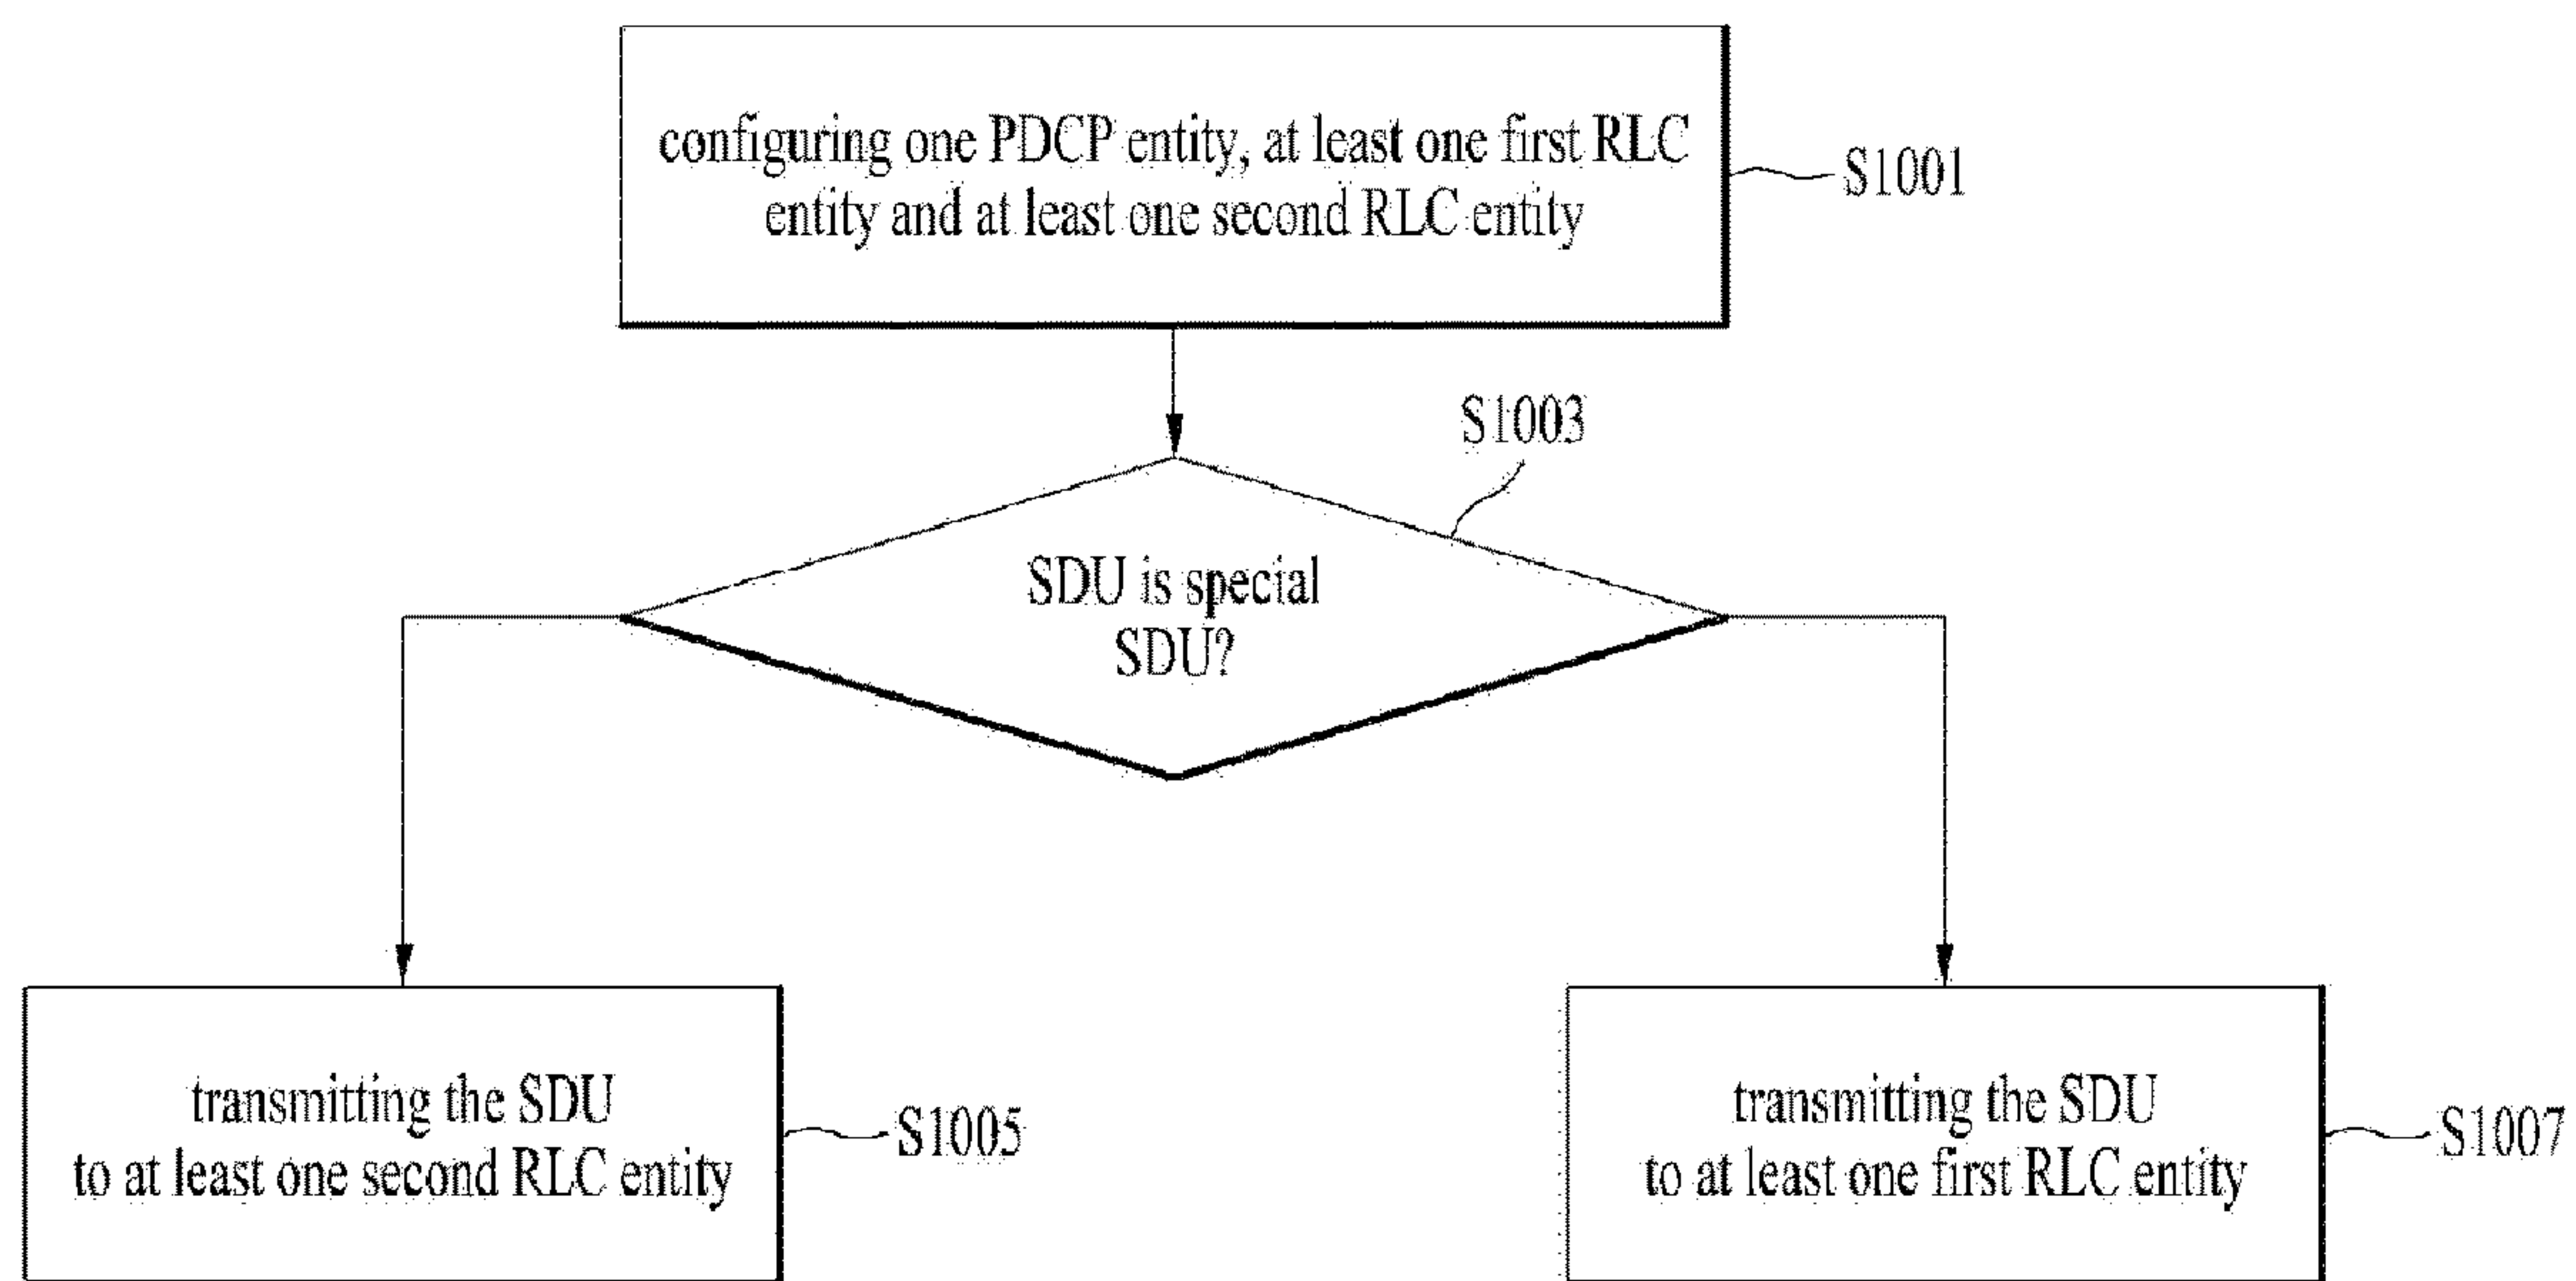 configuring one PDCP entity, at least one first RLC
entity and at least one second RLC entity
S1001
S1003
SDU is special
SDU?
transmitting the SDU
to at least one second RLC entity
S1005
transmitting the SDU
to at least one first RLC entity
S1007